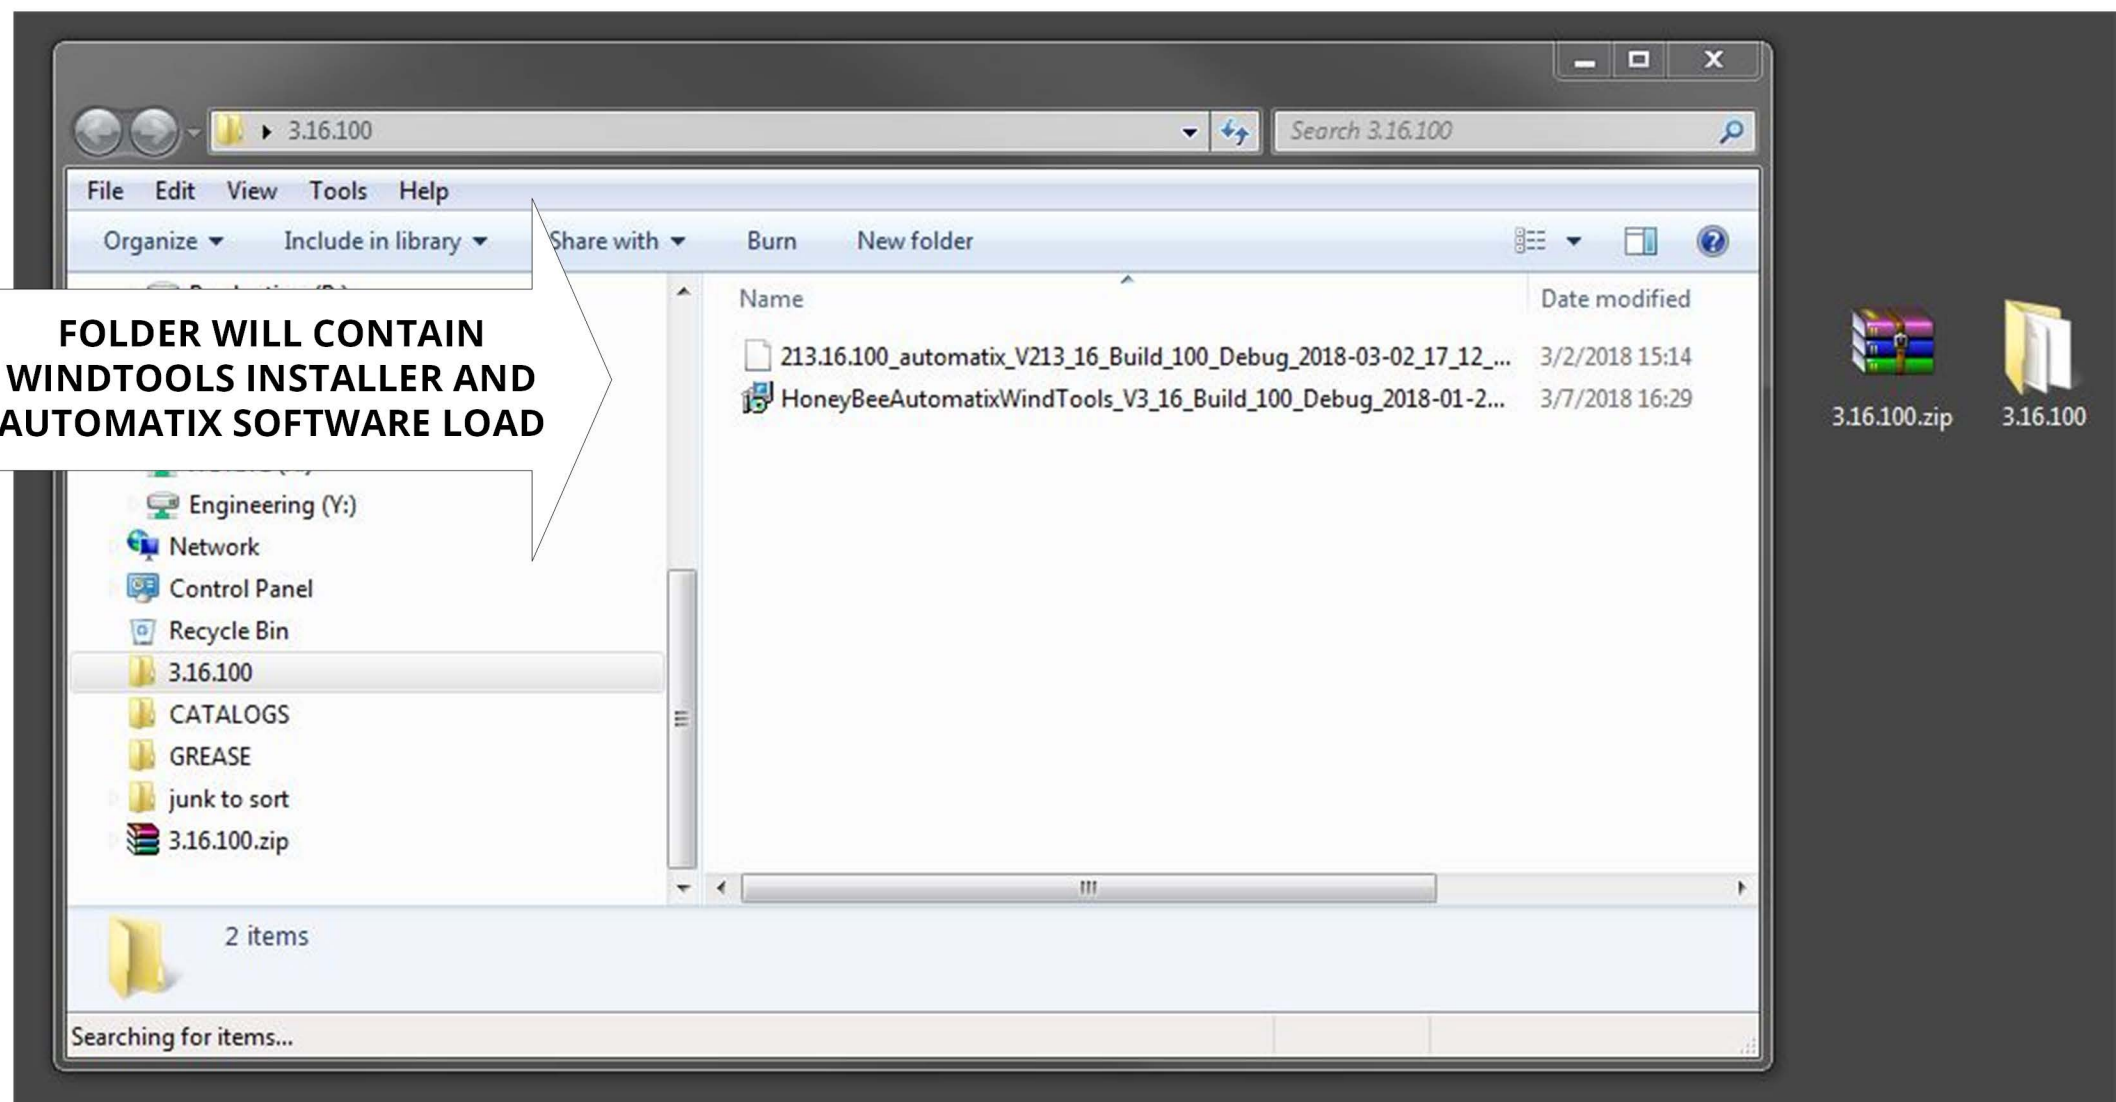 3.16.100
Search 3.16.100
File Edit View Tools Help
Organize Include in library Share with Burn New folder
FOLDER WILL CONTAIN
WINDTOOLS INSTALLER AND
AUTOMATIX SOFTWARE LOAD
Engineering (Y:)
Network
Control Panel
Recycle Bin
3.16.100
CATALOGS
GREASE
junk to sort
3.16.100.zip
Name Date modified
213.16.100_automatix_V213_16_Build_100_Debug_2018-03-02_17_12_... 3/2/2018 15:14
HoneyBeeAutomatixWindTools_V3_16_Build_100_Debug_2018-01-2... 3/7/2018 16:29
2 items
Searching for items...
3.16.100.zip
3.16.100